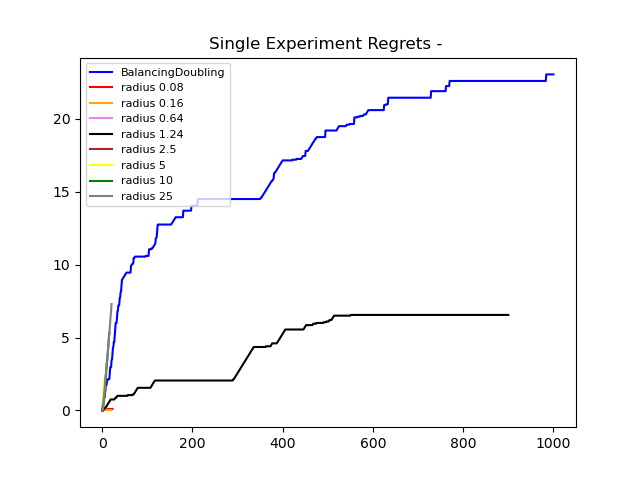 Single Experiment Regrets -
BalancingDoubling
radius 0.08
radius 0.16
radius 0.64
radius 1.24
radius 2.5
radius 5
radius 10
radius 25
20
15
10
5
0
0 200 400 600 800 1000